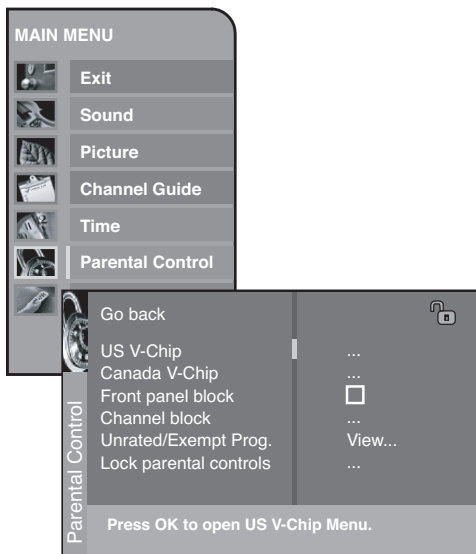 MAIN MENU
Exit
Sound
Picture
Channel Guide
Time
Parental Control
Go back
US V-Chip ...
Canada V-Chip ...
Front panel block
Channel block ...
Unrated/Exempt Prog. View...
Lock parental controls ...
Parental Control
Press OK to open US V-Chip Menu.